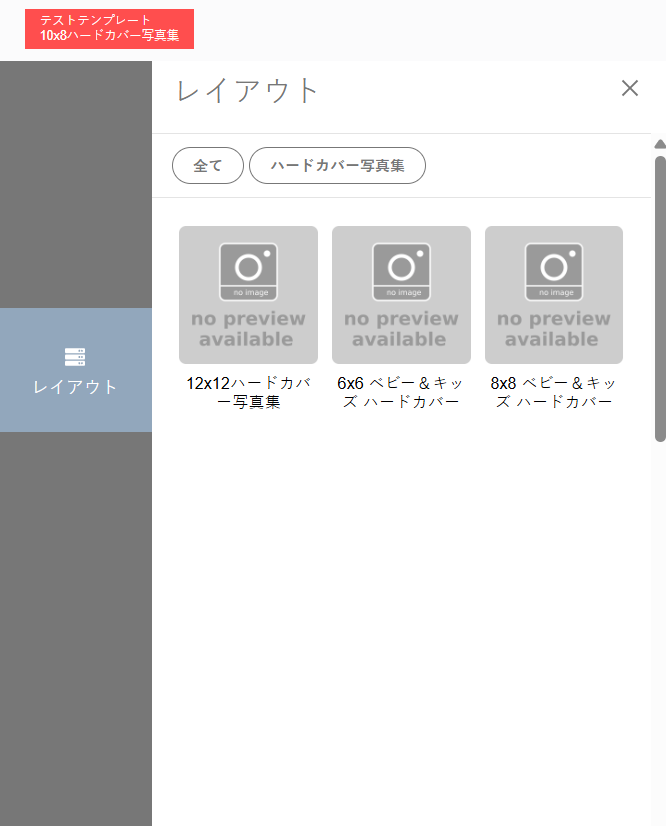 テストテンプレート
10x8ハードカバー写真集
レイアウト
全て
ハードカバー写真集
no image
no preview
available
no image
no preview
available
no image
no preview
available
12x12ハードカバ
ー写真集
6x6 ベビー＆キッ
ズ ハードカバー
8x8 ベビー＆キッ
ズ ハードカバー
レイアウト